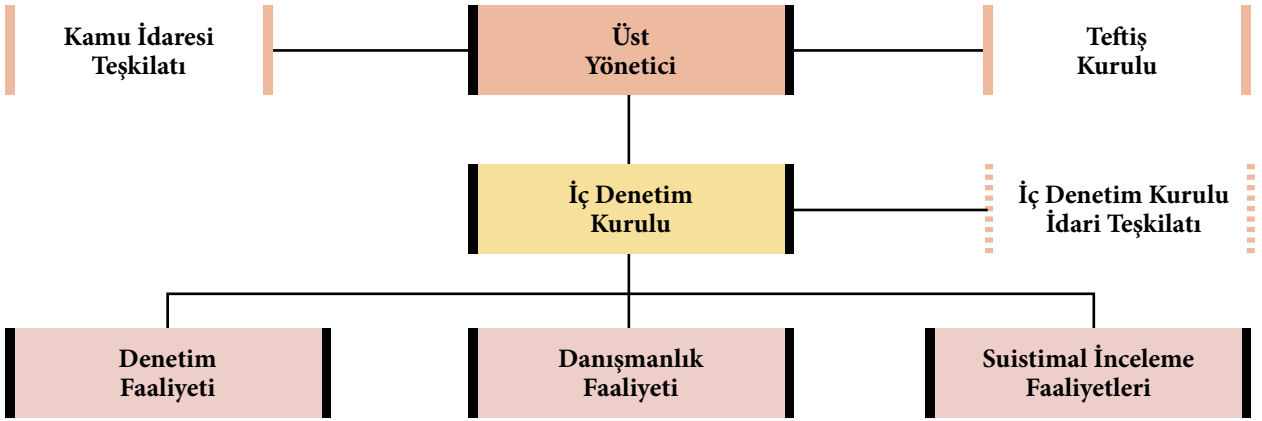 Kamu İdaresi
Teşkilatı
Üst
Yönetici
Teftiş
Kurulu
İç Denetim
Kurulu
İç Denetim Kurulu
İdari Teşkilatı
Denetim
Faaliyeti
Danışmanlık
Faaliyeti
Suistimal İnceleme
Faaliyetleri